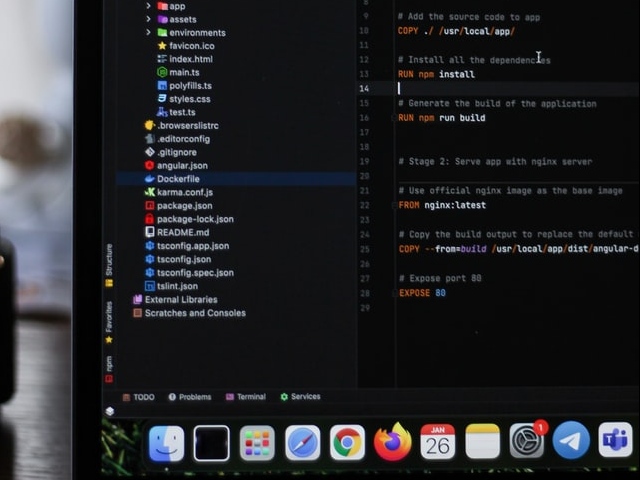 app
assets
environments
favicon.ico
index.html
main.ts
polyfills.ts
styles.css
test.ts
.browserslistrc
.editorconfig
.gitignore
angular.json
Dockerfile
karma.conf.js
package.json
package-lock.json
README.md
tsconfig.app.json
tsconfig.json
tsconfig.spec.json
tslint.json
External Libraries
Scratches and Consoles
Structure
Favorites
npm
9 # Add the source code to app
10 COPY ./ /usr/local/app/
11
12 # Install all the dependencies
13 RUN npm install
14
15 # Generate the build of the application
16 RUN npm run build
17
18
19 # Stage 2: Serve app with nginx server
20
21 # Use official nginx image as the base image
22 FROM nginx:latest
23
24 # Copy the build output to replace the default
25 COPY --from=build /usr/local/app/dist/angular-d
26
27 # Expose port 80
28 EXPOSE 80
29
TODO Problems Terminal Services
JAN
26
1